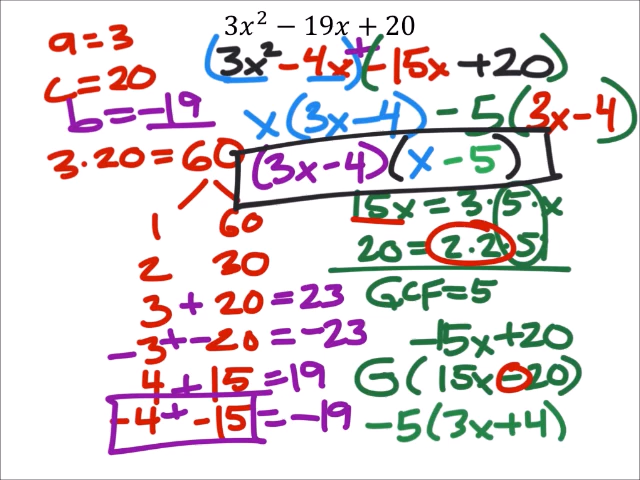 3x² − 19x + 20
a = 3
(3x² - 4x) + (-15x + 20)
c = 20
b = -19
x(3x - 4) - 5(3x - 4)
3·20 = 60
(3x - 4)(x - 5)
1 60
15x = 3·5·x
2 30
20 = 2·2·5
3 + 20 = 23
GCF = 5
-3 + -20 = -23
-15x + 20
4 + 15 = 19
G(15x - 20)
-4 + -15 = -19
-5(3x + 4)